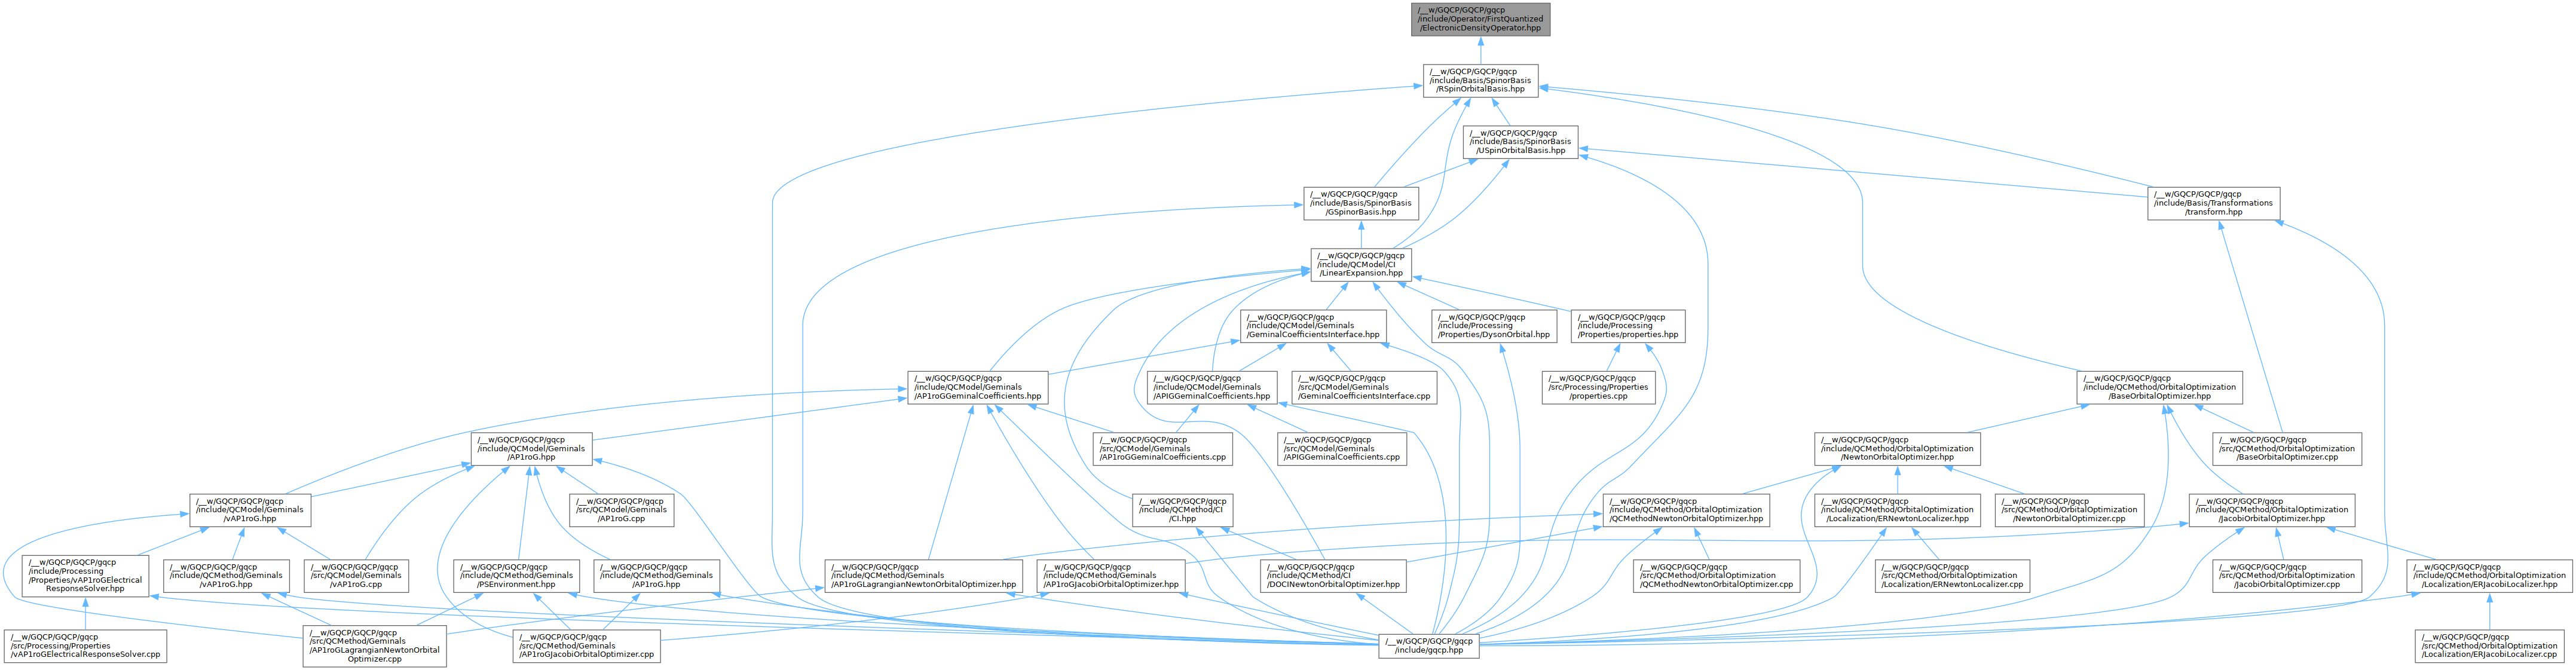 /__w/GQCP/GQCP/gqcp
/include/Operator/FirstQuantized
/ElectronicDensityOperator.hpp
/__w/GQCP/GQCP/gqcp
/include/Basis/SpinorBasis
/RSpinOrbitalBasis.hpp
/__w/GQCP/GQCP/gqcp
/include/Basis/SpinorBasis
/USpinOrbitalBasis.hpp
/__w/GQCP/GQCP/gqcp
/include/Basis/SpinorBasis
/GSpinorBasis.hpp
/__w/GQCP/GQCP/gqcp
/include/Basis/Transformations
/transform.hpp
/__w/GQCP/GQCP/gqcp
/include/QCModel/CI
/LinearExpansion.hpp
/__w/GQCP/GQCP/gqcp
/include/QCModel/Geminals
/GeminalCoefficientsInterface.hpp
/__w/GQCP/GQCP/gqcp
/include/Processing
/Properties/DysonOrbital.hpp
/__w/GQCP/GQCP/gqcp
/include/Processing
/Properties/properties.hpp
/__w/GQCP/GQCP/gqcp
/include/QCModel/Geminals
/AP1roGGeminalCoefficients.hpp
/__w/GQCP/GQCP/gqcp
/include/QCModel/Geminals
/APIGGeminalCoefficients.hpp
/__w/GQCP/GQCP/gqcp
/src/QCModel/Geminals
/GeminalCoefficientsInterface.cpp
/__w/GQCP/GQCP/gqcp
/src/Processing/Properties
/properties.cpp
/__w/GQCP/GQCP/gqcp
/include/QCMethod/OrbitalOptimization
/BaseOrbitalOptimizer.hpp
/__w/GQCP/GQCP/gqcp
/include/QCModel/Geminals
/AP1roG.hpp
/__w/GQCP/GQCP/gqcp
/src/QCModel/Geminals
/AP1roGGeminalCoefficients.cpp
/__w/GQCP/GQCP/gqcp
/src/QCModel/Geminals
/APIGGeminalCoefficients.cpp
/__w/GQCP/GQCP/gqcp
/include/QCMethod/OrbitalOptimization
/NewtonOrbitalOptimizer.hpp
/__w/GQCP/GQCP/gqcp
/src/QCMethod/OrbitalOptimization
/BaseOrbitalOptimizer.cpp
/__w/GQCP/GQCP/gqcp
/include/QCModel/Geminals
/vAP1roG.hpp
/__w/GQCP/GQCP/gqcp
/src/QCModel/Geminals
/AP1roG.cpp
/__w/GQCP/GQCP/gqcp
/include/QCMethod/CI
/CI.hpp
/__w/GQCP/GQCP/gqcp
/include/QCMethod/OrbitalOptimization
/QCMethodNewtonOrbitalOptimizer.hpp
/__w/GQCP/GQCP/gqcp
/include/QCMethod/OrbitalOptimization
/Localization/ERNewtonLocalizer.hpp
/__w/GQCP/GQCP/gqcp
/src/QCMethod/OrbitalOptimization
/NewtonOrbitalOptimizer.cpp
/__w/GQCP/GQCP/gqcp
/include/QCMethod/OrbitalOptimization
/JacobiOrbitalOptimizer.hpp
/__w/GQCP/GQCP/gqcp
/include/Processing
/Properties/vAP1roGElectrical
ResponseSolver.hpp
/__w/GQCP/GQCP/gqcp
/include/QCMethod/Geminals
/vAP1roG.hpp
/__w/GQCP/GQCP/gqcp
/src/QCModel/Geminals
/vAP1roG.cpp
/__w/GQCP/GQCP/gqcp
/include/QCMethod/Geminals
/PSEnvironment.hpp
/__w/GQCP/GQCP/gqcp
/include/QCMethod/Geminals
/AP1roG.hpp
/__w/GQCP/GQCP/gqcp
/include/QCMethod/Geminals
/AP1roGLagrangianNewtonOrbitalOptimizer.hpp
/__w/GQCP/GQCP/gqcp
/include/QCMethod/Geminals
/AP1roGJacobiOrbitalOptimizer.hpp
/__w/GQCP/GQCP/gqcp
/include/QCMethod/CI
/DOCINewtonOrbitalOptimizer.hpp
/__w/GQCP/GQCP/gqcp
/src/QCMethod/OrbitalOptimization
/QCMethodNewtonOrbitalOptimizer.cpp
/__w/GQCP/GQCP/gqcp
/src/QCMethod/OrbitalOptimization
/Localization/ERNewtonLocalizer.cpp
/__w/GQCP/GQCP/gqcp
/src/QCMethod/OrbitalOptimization
/JacobiOrbitalOptimizer.cpp
/__w/GQCP/GQCP/gqcp
/include/QCMethod/OrbitalOptimization
/Localization/ERJacobiLocalizer.hpp
/__w/GQCP/GQCP/gqcp
/src/Processing/Properties
/vAP1roGElectricalResponseSolver.cpp
/__w/GQCP/GQCP/gqcp
/src/QCMethod/Geminals
/AP1roGLagrangianNewtonOrbital
Optimizer.cpp
/__w/GQCP/GQCP/gqcp
/src/QCMethod/Geminals
/AP1roGJacobiOrbitalOptimizer.cpp
/__w/GQCP/GQCP/gqcp
/include/gqcp.hpp
/__w/GQCP/GQCP/gqcp
/src/QCMethod/OrbitalOptimization
/Localization/ERJacobiLocalizer.cpp